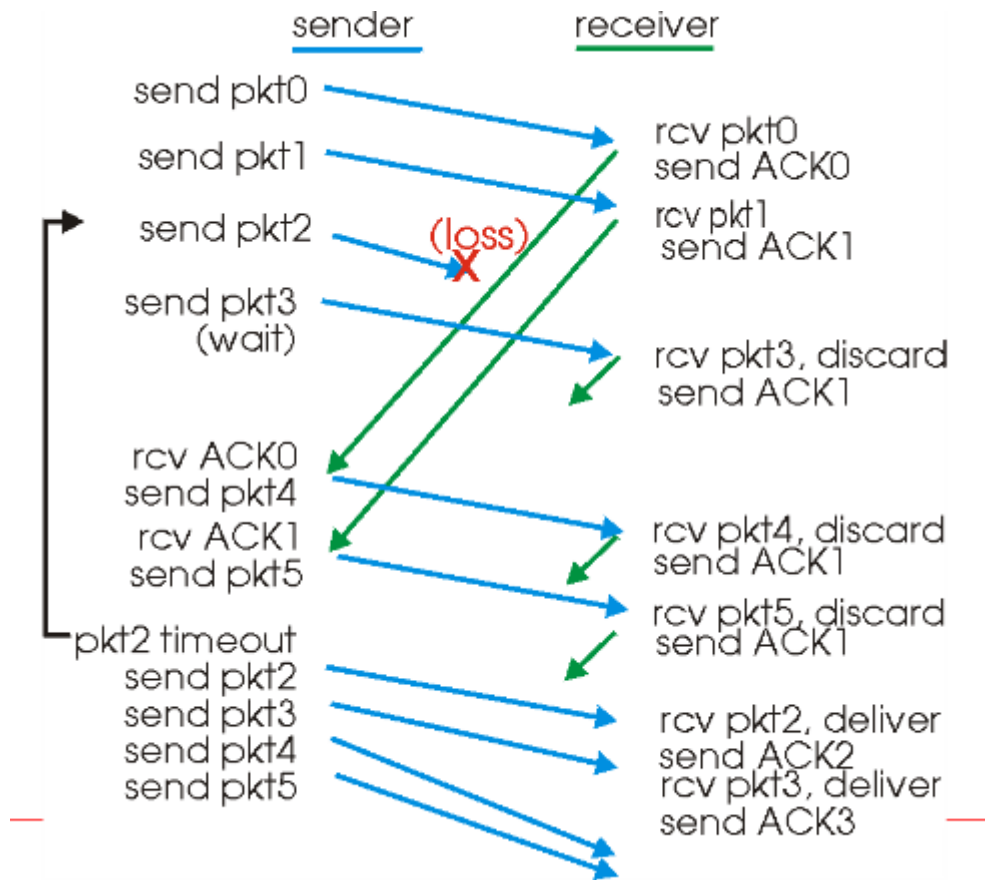 sender
receiver
send pkt0
send pkt1
send pkt2
(loss)
X
send pkt3
(wait)
rcv ACK0
send pkt4
rcv ACK1
send pkt5
pkt2 timeout
send pkt2
send pkt3
send pkt4
send pkt5
rcv pkt0
send ACK0
rcv pkt1
send ACK1
rcv pkt3, discard
send ACK1
rcv pkt4, discard
send ACK1
rcv pkt5, discard
send ACK1
rcv pkt2, deliver
send ACK2
rcv pkt3, deliver
send ACK3